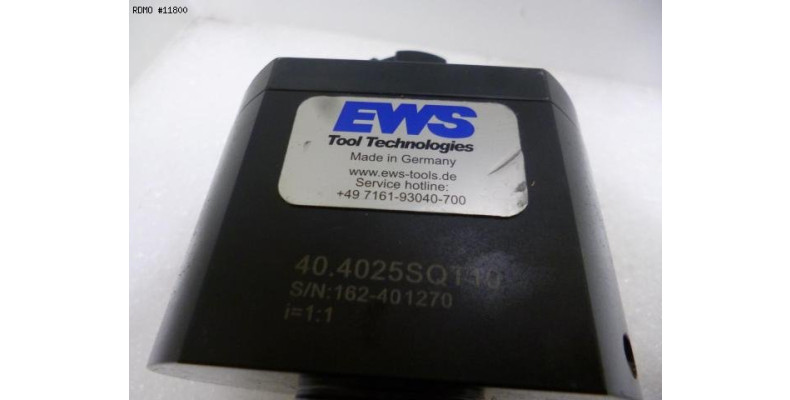 RDMO #11800
EWS
Tool Technologies
Made in Germany
www.ews-tools.de
Service hotline:
+49 7161-93040-700
S/N:162-401270
i=1:1